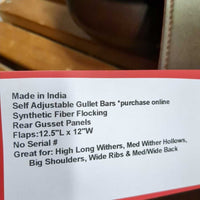 Made in India
Self Adjustable Gullet Bars *purchase online
Synthetic Fiber Flocking
Rear Gusset Panels
Flaps:12.5"L x 12"W
No Serial #
Great for: High Long Withers, Med Wither Hollows,
Big Shoulders, Wide Ribs & Med/Wide Back